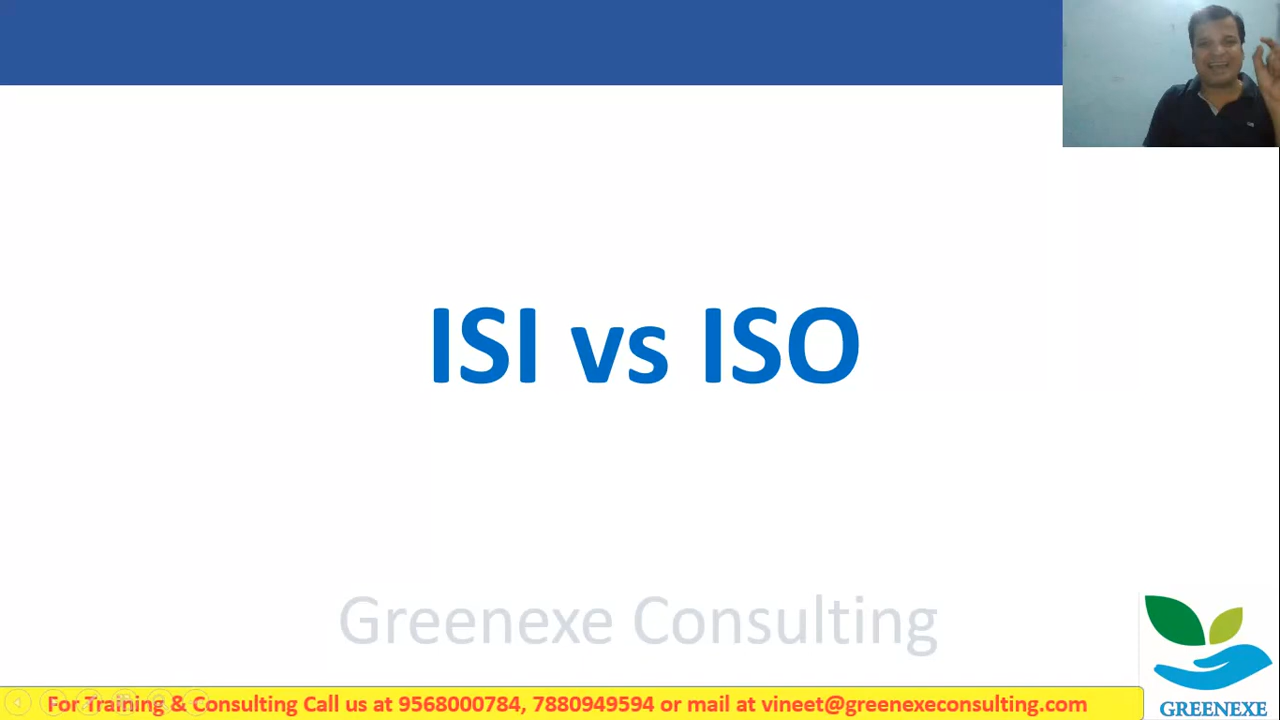 ISI vs ISO
Greenexe Consulting
For Training & Consulting Call us at 9568000784, 7880949594 or mail at vineet@greenexeconsulting.com
GREENEXE